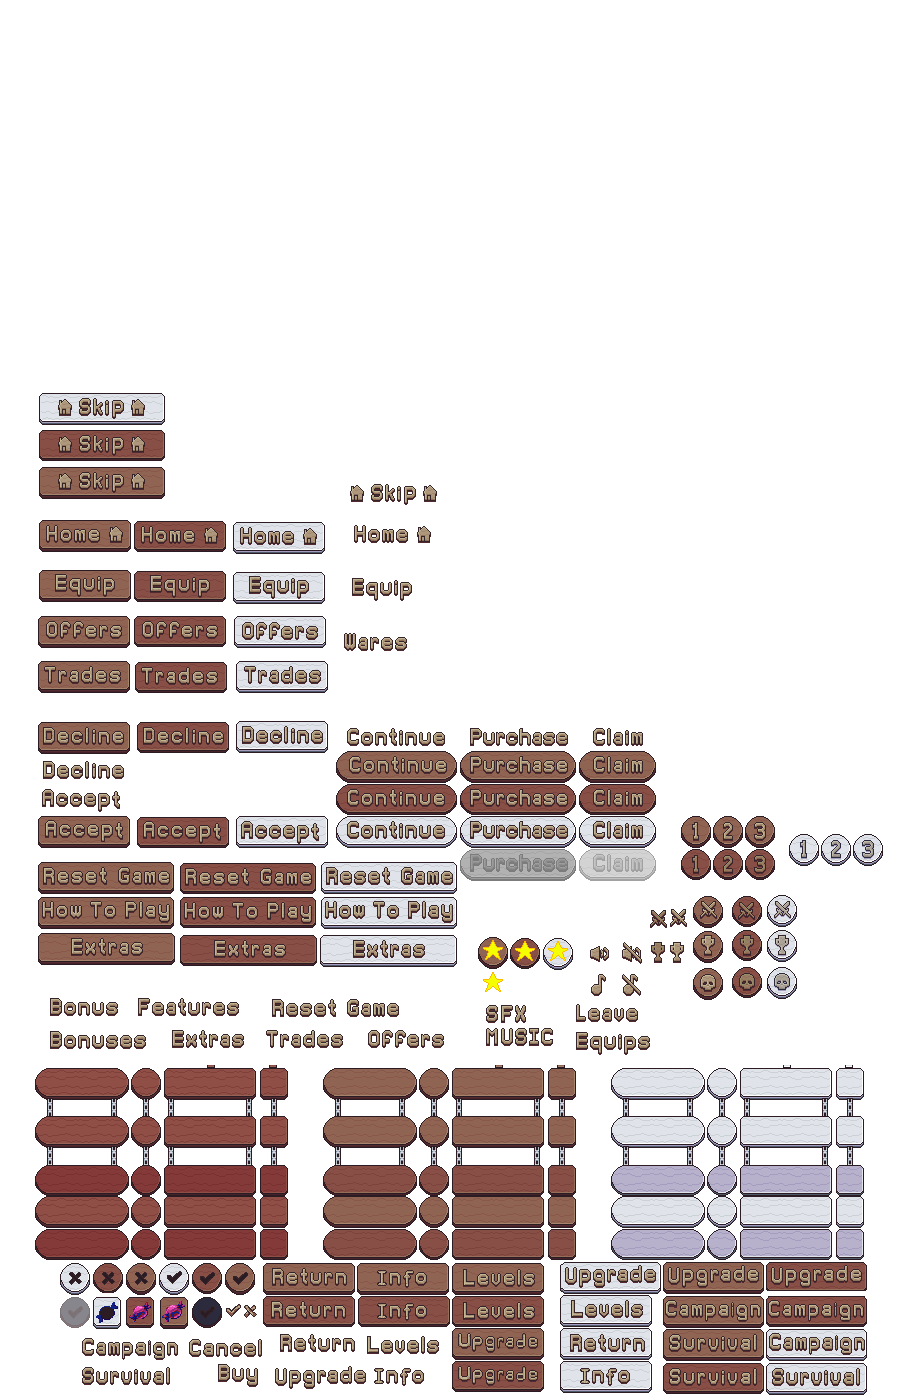 Skip
Skip
Skip
Skip
Home Home Home Home
Equip Equip Equip Equip
Offers Offers Offers
Wares
Trades Trades Trades
Decline Decline Decline
Continue Purchase Claim
Decline
Continue Purchase Claim
Accept
Continue Purchase Claim
Accept Accept Accept
Continue Purchase Claim
1 2 3
1 2 3
Purchase Claim
1 2 3
Reset Game Reset Game Reset Game
How To Play How To Play How To Play
Extras Extras Extras
Bonus Features Reset Game
SFX Leave
Bonuses Extras Trades Offers
MUSIC Equips
Return Info Levels
Upgrade Upgrade Upgrade
Return Info Levels
Levels Campaign Campaign
Campaign Cancel Return Levels Upgrade
Return Survival Campaign
Survival Buy Upgrade Info Upgrade
Info Survival Survival